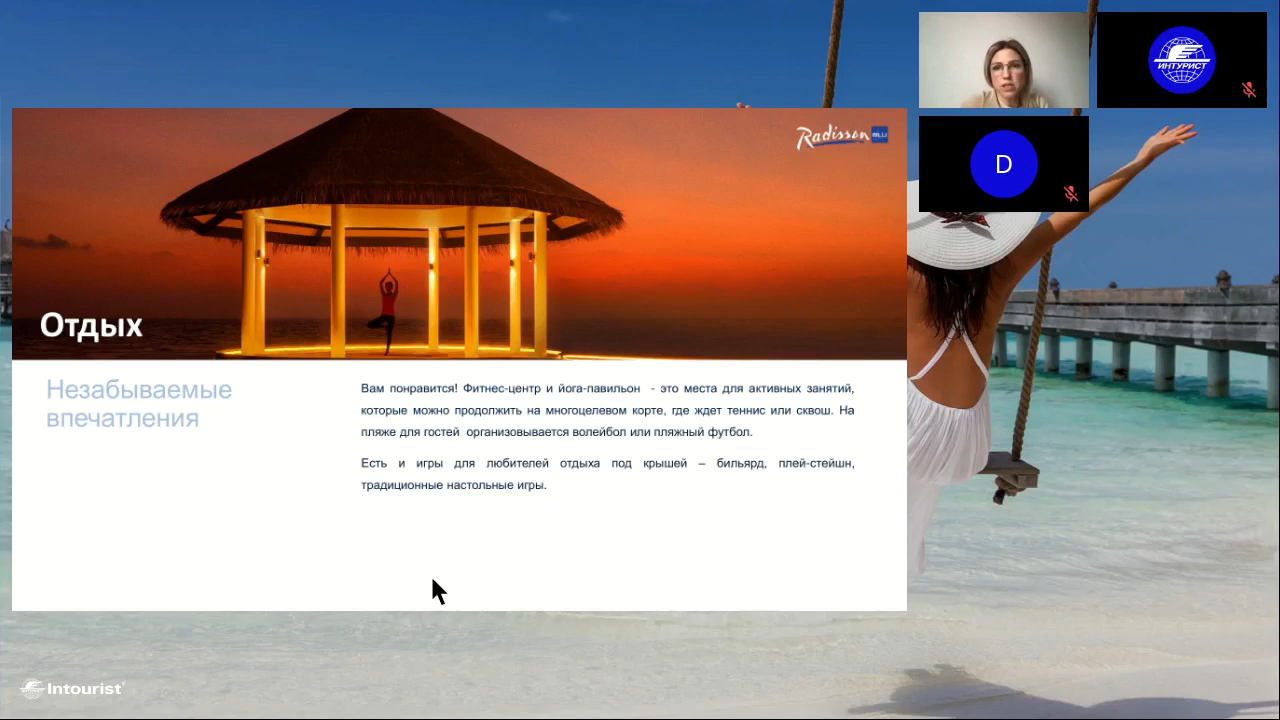 ИНТУРИСТ
Radisson BLU
D
Отдых
Незабываемые
впечатления
Вам понравится! Фитнес-центр и йога-павильон - это места для активных занятий,
которые можно продолжить на многоцелевом корте, где ждет теннис или сквош. На
пляже для гостей организовывается волейбол или пляжный футбол.
Есть и игры для любителей отдыха под крышей – бильярд, плей-стейшн,
традиционные настольные игры.
Intourist